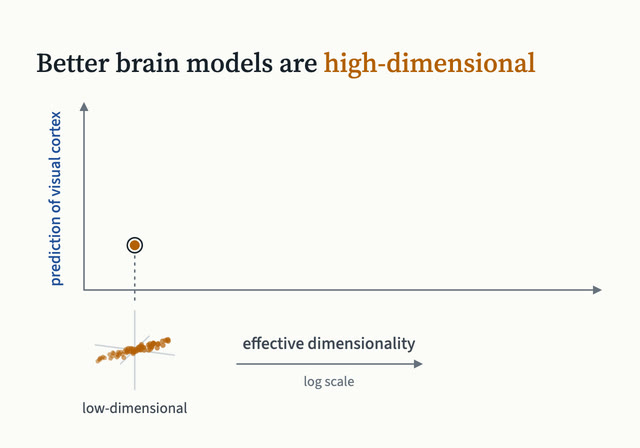 Better brain models are high-dimensional
prediction of visual cortex
effective dimensionality
log scale
low-dimensional